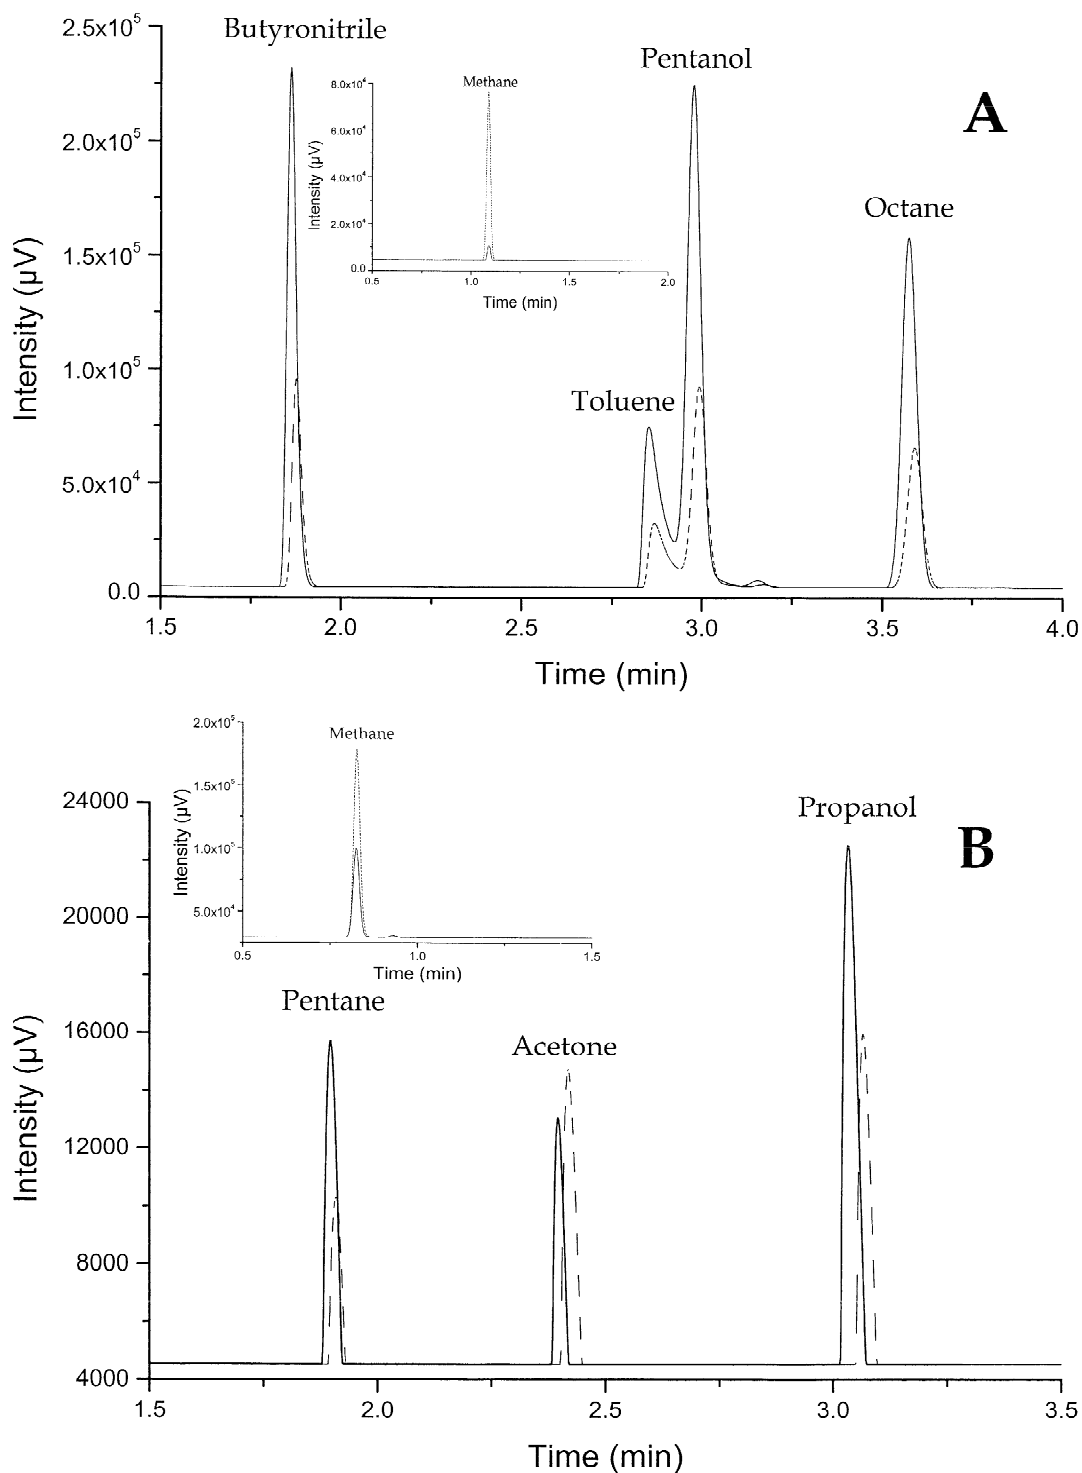 Butyronitrile
Pentanol
A
Octane
Toluene
2.5x10⁵
2.0x10⁵
1.5x10⁵
1.0x10⁵
5.0x10⁴
0.0
Intensity (µV)
1.5 2.0 2.5 3.0 3.5 4.0
Time (min)
Methane
8.0x10⁴
6.0x10⁴
4.0x10⁴
2.0x10⁴
0.0
Intensity (µV)
0.5 1.0 1.5 2.0
Time (min)
Methane
2.0x10⁵
1.5x10⁵
1.0x10⁵
5.0x10⁴
Intensity (µV)
0.5 1.0 1.5
Time (min)
Propanol
B
Pentane
Acetone
24000
20000
16000
12000
8000
4000
Intensity (µV)
1.5 2.0 2.5 3.0 3.5
Time (min)